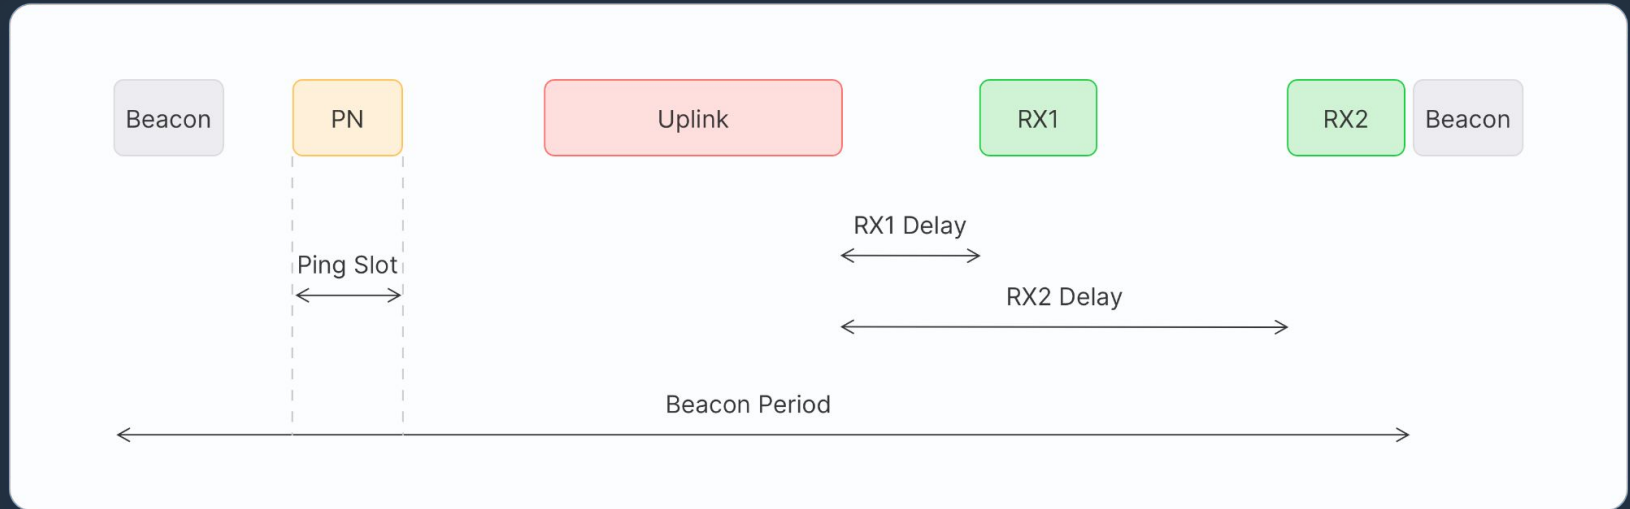 Beacon
PN
Uplink
RX1
RX2
Beacon
RX1 Delay
Ping Slot
RX2 Delay
Beacon Period